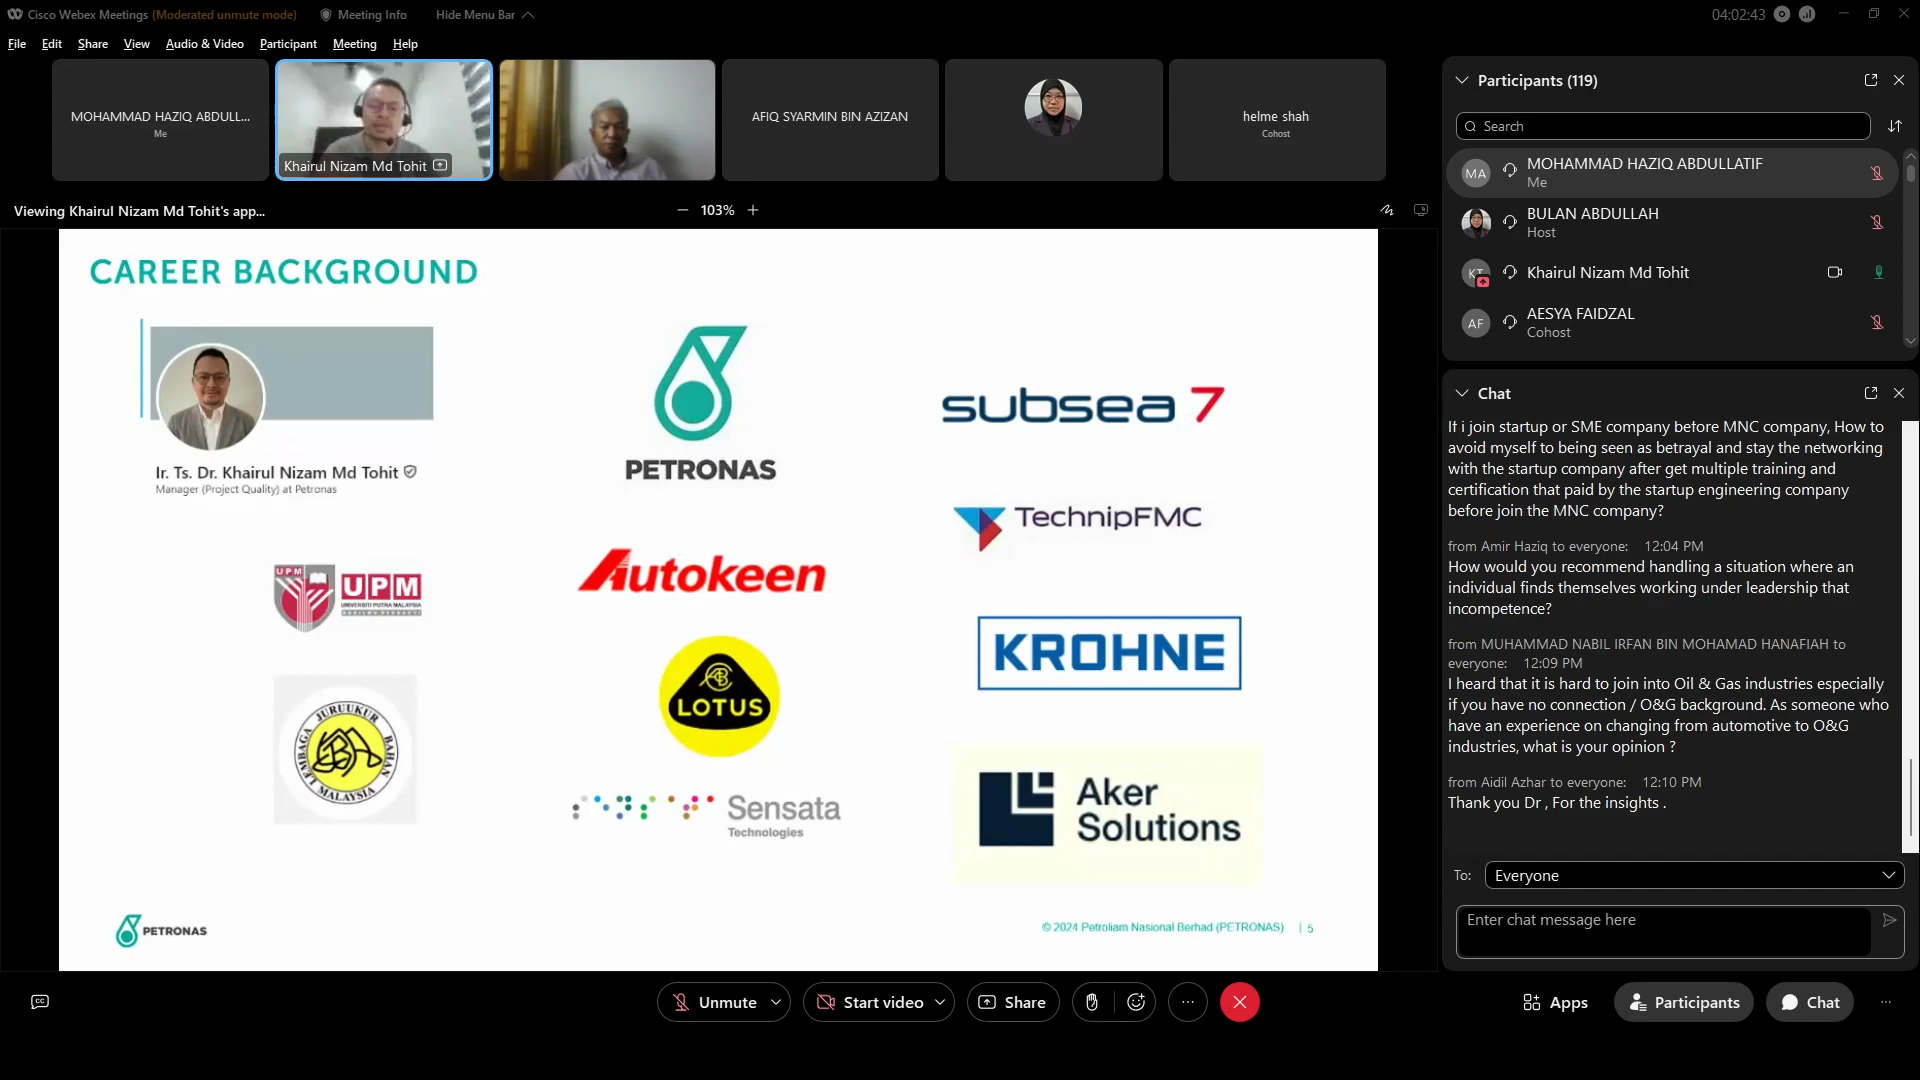 Cisco Webex Meetings (Moderated unmute mode) Meeting Info Hide Menu Bar 04:02:43
File Edit Share View Audio & Video Participant Meeting Help
MOHAMMAD HAZIQ ABDULL...
Me
Khairul Nizam Md Tohit
AFIQ SYARMIN BIN AZIZAN
helme shah
Cohost
Viewing Khairul Nizam Md Tohit's app...
103%
CAREER BACKGROUND
Ir. Ts. Dr. Khairul Nizam Md Tohit
Manager (Project Quality) at Petronas
UPM
UPM
UNIVERSITI PUTRA MALAYSIA
LEMBAGA JURUUKUR BAHAN
MALAYSIA
PETRONAS
Autokeen
LOTUS
Sensata
Technologies
subsea 7
TechnipFMC
KROHNE
Aker
Solutions
PETRONAS
© 2024 Petroliam Nasional Berhad (PETRONAS) | 5
Participants (119)
Search
MA
MOHAMMAD HAZIQ ABDULLATIF
Me
BULAN ABDULLAH
Host
KT
Khairul Nizam Md Tohit
AF
AESYA FAIDZAL
Cohost
Chat
If i join startup or SME company before MNC company, How to
avoid myself to being seen as betrayal and stay the networking
with the startup company after get multiple training and
certification that paid by the startup engineering company
before join the MNC company?
from Amir Haziq to everyone: 12:04 PM
How would you recommend handling a situation where an
individual finds themselves working under leadership that
incompetence?
from MUHAMMAD NABIL IRFAN BIN MOHAMAD HANAFIAH to
everyone: 12:09 PM
I heard that it is hard to join into Oil & Gas industries especially
if you have no connection / O&G background. As someone who
have an experience on changing from automotive to O&G
industries, what is your opinion ?
from Aidil Azhar to everyone: 12:10 PM
Thank you Dr , For the insights .
To: Everyone
Enter chat message here
Unmute
Start video
Share
Apps
Participants
Chat